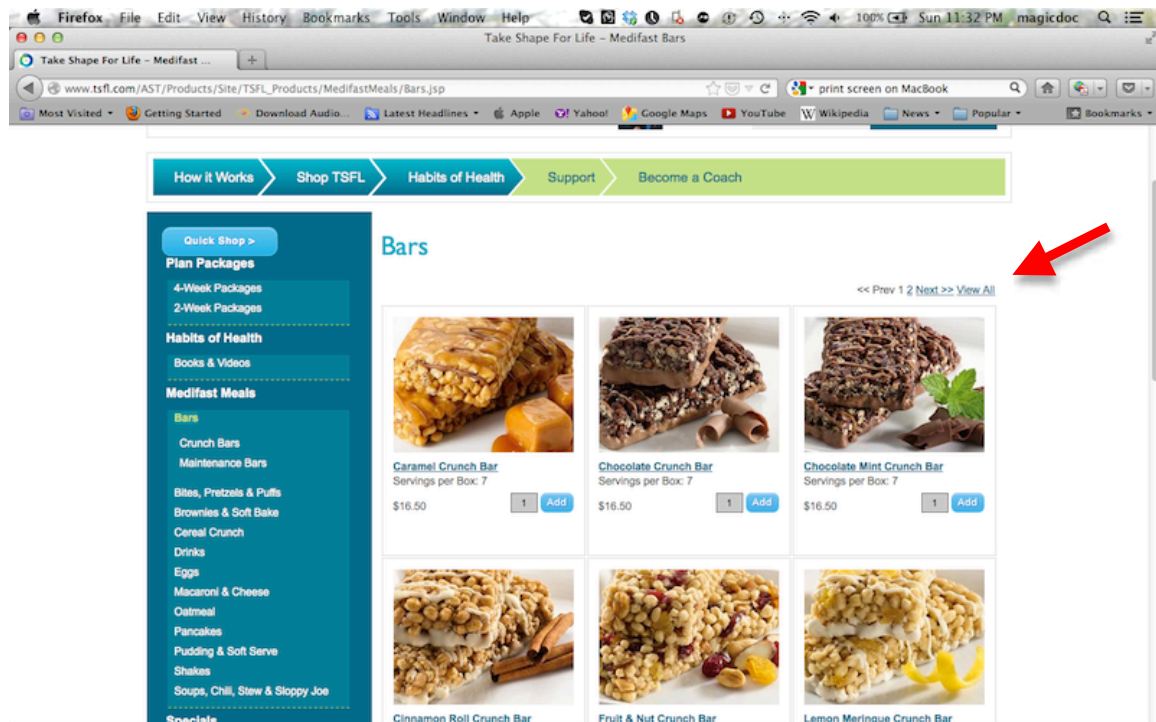 Firefox File Edit View History Bookmarks Tools Window Help 100% Sun 11:32 PM magicdoc
Take Shape For Life – Medifast Bars
Take Shape For Life – Medifast ... +
www.tsfl.com/AST/Products/Site/TSFL_Products/MedifastMeals/Bars.jsp print screen on MacBook
Most Visited Getting Started Download Audio... Latest Headlines Apple Yahoo! Google Maps YouTube Wikipedia News Popular Bookmarks
How it Works Shop TSFL Habits of Health Support Become a Coach
Quick Shop >
Plan Packages
4-Week Packages
2-Week Packages
Habits of Health
Books & Videos
Medifast Meals
Bars
Crunch Bars
Maintenance Bars
Bites, Pretzels & Puffs
Brownies & Soft Bake
Cereal Crunch
Drinks
Eggs
Macaroni & Cheese
Oatmeal
Pancakes
Pudding & Soft Serve
Shakes
Soups, Chili, Stew & Sloppy Joe
Specials
Bars
<< Prev 1 2 Next >> View All
Caramel Crunch Bar
Servings per Box: 7
$16.50 1 Add
Chocolate Crunch Bar
Servings per Box: 7
$16.50 1 Add
Chocolate Mint Crunch Bar
Servings per Box: 7
$16.50 1 Add
Cinnamon Roll Crunch Bar
Fruit & Nut Crunch Bar
Lemon Meringue Crunch Bar